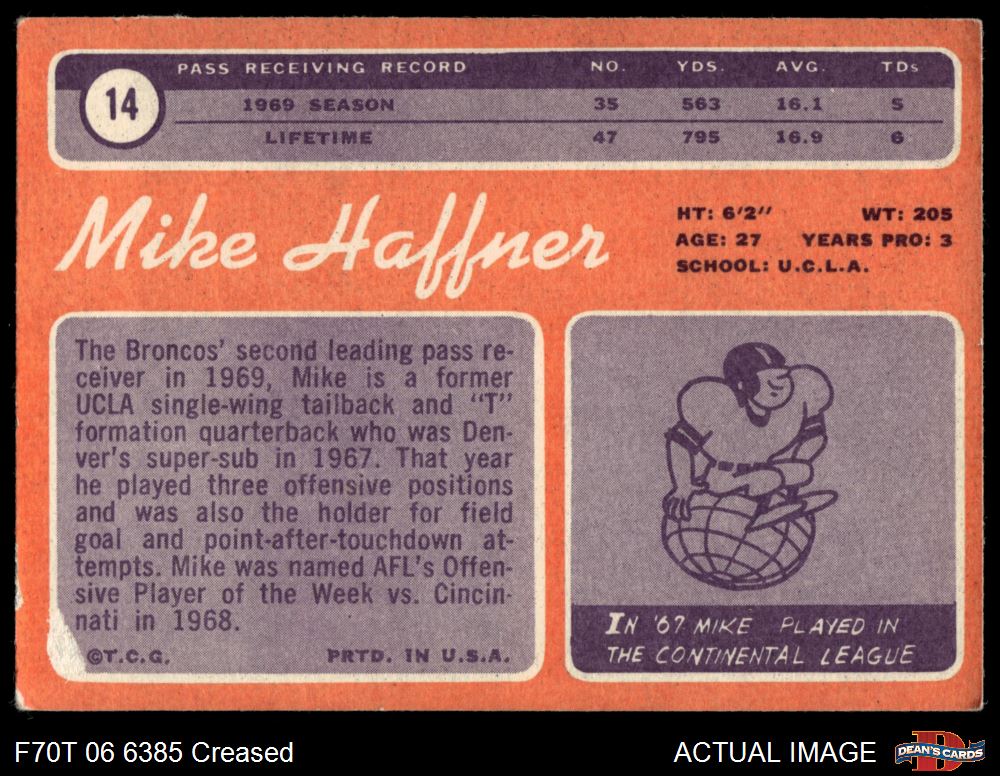 14
PASS RECEIVING RECORD NO. YDS. AVG. TDs
1969 SEASON 35 563 16.1 5
LIFETIME 47 795 16.9 6
Mike Haffner
HT: 6'2" WT: 205
AGE: 27 YEARS PRO: 3
SCHOOL: U.C.L.A.
The Broncos' second leading pass re-
ceiver in 1969, Mike is a former
UCLA single-wing tailback and "T"
formation quarterback who was Den-
ver's super-sub in 1967. That year
he played three offensive positions
and was also the holder for field
goal and point-after-touchdown at-
tempts. Mike was named AFL's Offen-
sive Player of the Week vs. Cincin-
nati in 1968.
©T.C.G. PRTD. IN U.S.A.
IN '67 MIKE PLAYED IN
THE CONTINENTAL LEAGUE
F70T 06 6385 Creased
ACTUAL IMAGE
D
DEAN'S CARDS